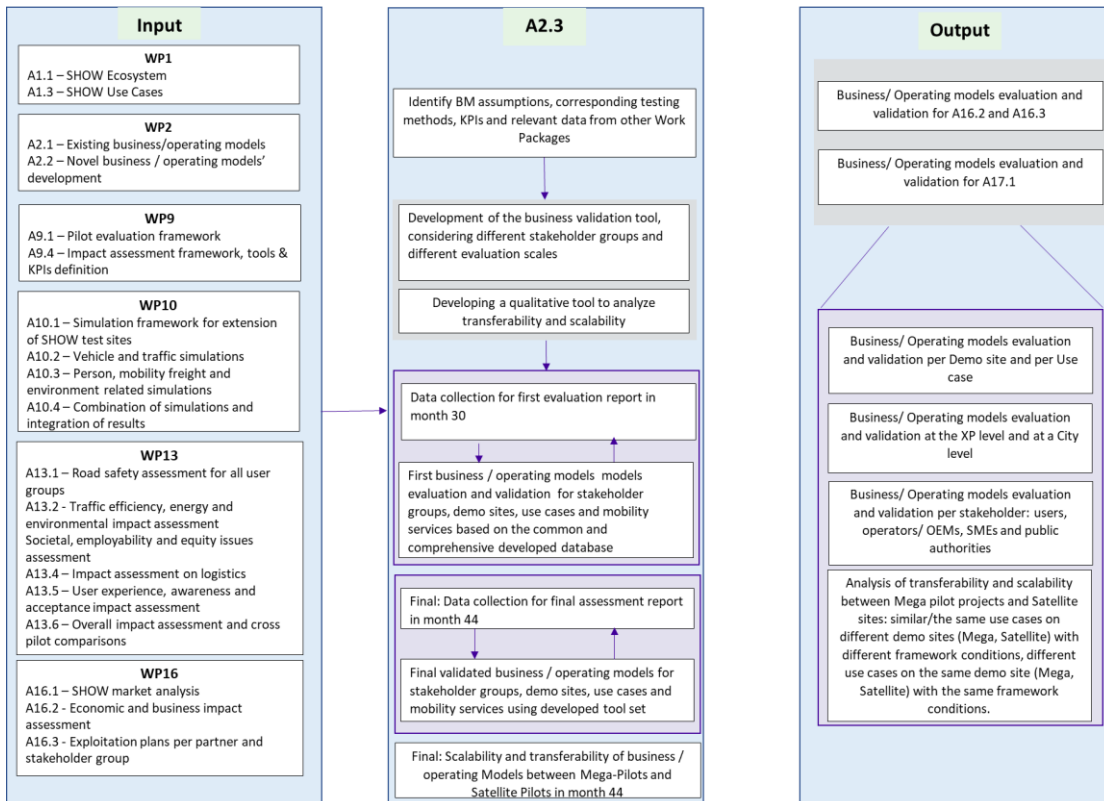 Input
WP1
A1.1 – SHOW Ecosystem
A1.3 – SHOW Use Cases
WP2
A2.1 – Existing business/operating models
A2.2 – Novel business / operating models’
development
WP9
A9.1 – Pilot evaluation framework
A9.4 – Impact assessment framework, tools &
KPIs definition
WP10
A10.1 – Simulation framework for extension
of SHOW test sites
A10.2 – Vehicle and traffic simulations
A10.3 – Person, mobility freight and
environment related simulations
A10.4 – Combination of simulations and
integration of results
WP13
A13.1 – Road safety assessment for all user
groups
A13.2 - Traffic efficiency, energy and
environmental impact assessment
Societal, employability and equity issues
assessment
A13.4 – Impact assessment on logistics
A13.5 – User experience, awareness and
acceptance impact assessment
A13.6 – Overall impact assessment and cross
pilot comparisons
WP16
A16.1 – SHOW market analysis
A16.2 - Economic and business impact
assessment
A16.3 - Exploitation plans per partner and
stakeholder group
A2.3
Identify BM assumptions, corresponding testing
methods, KPIs and relevant data from other Work
Packages
Development of the business validation tool,
considering different stakeholder groups and
different evaluation scales
Developing a qualitative tool to analyze
transferability and scalability
Data collection for first evaluation report in
month 30
First business / operating models  models
evaluation and validation  for stakeholder
groups, demo sites, use cases and mobility
services based on the common and
comprehensive developed database
Final: Data collection for final assessment report
in month 44
Final validated business / operating models for
stakeholder groups, demo sites, use cases and
mobility services using developed tool set
Final: Scalability and transferability of business /
operating Models between Mega-Pilots and
Satellite Pilots in month 44
Output
Business/ Operating models evaluation and
validation for A16.2 and A16.3
Business/ Operating models evaluation and
validation for A17.1
Business/ Operating models evaluation
and validation per Demo site and per Use
case
Business/ Operating models evaluation
and validation at the XP level and at a City
level
Business/ Operating models evaluation
and validation per stakeholder: users,
operators/ OEMs, SMEs and public
authorities
Analysis of transferability and scalability
between Mega pilot projects and Satellite
sites: similar/the same use cases on
different demo sites (Mega, Satellite) with
different framework conditions, different
use cases on the same demo site (Mega,
Satellite) with the same framework
conditions.